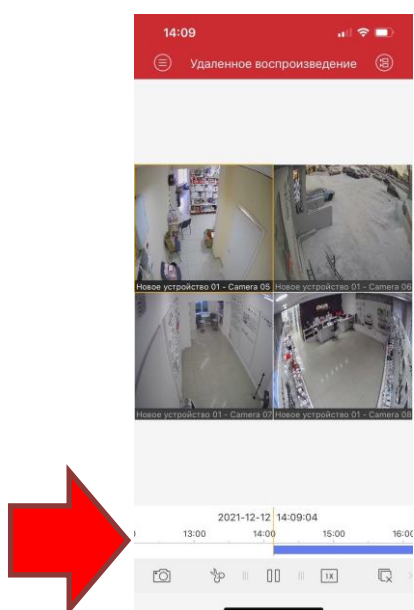 14:09
Удаленное воспроизведение
Новое устройство 01 - Camera 05
Новое устройство 01 - Camera 06
Новое устройство 01 - Camera 07
Новое устройство 01 - Camera 08
2021-12-12 14:09:04
13:00 14:00 15:00 16:00
1X